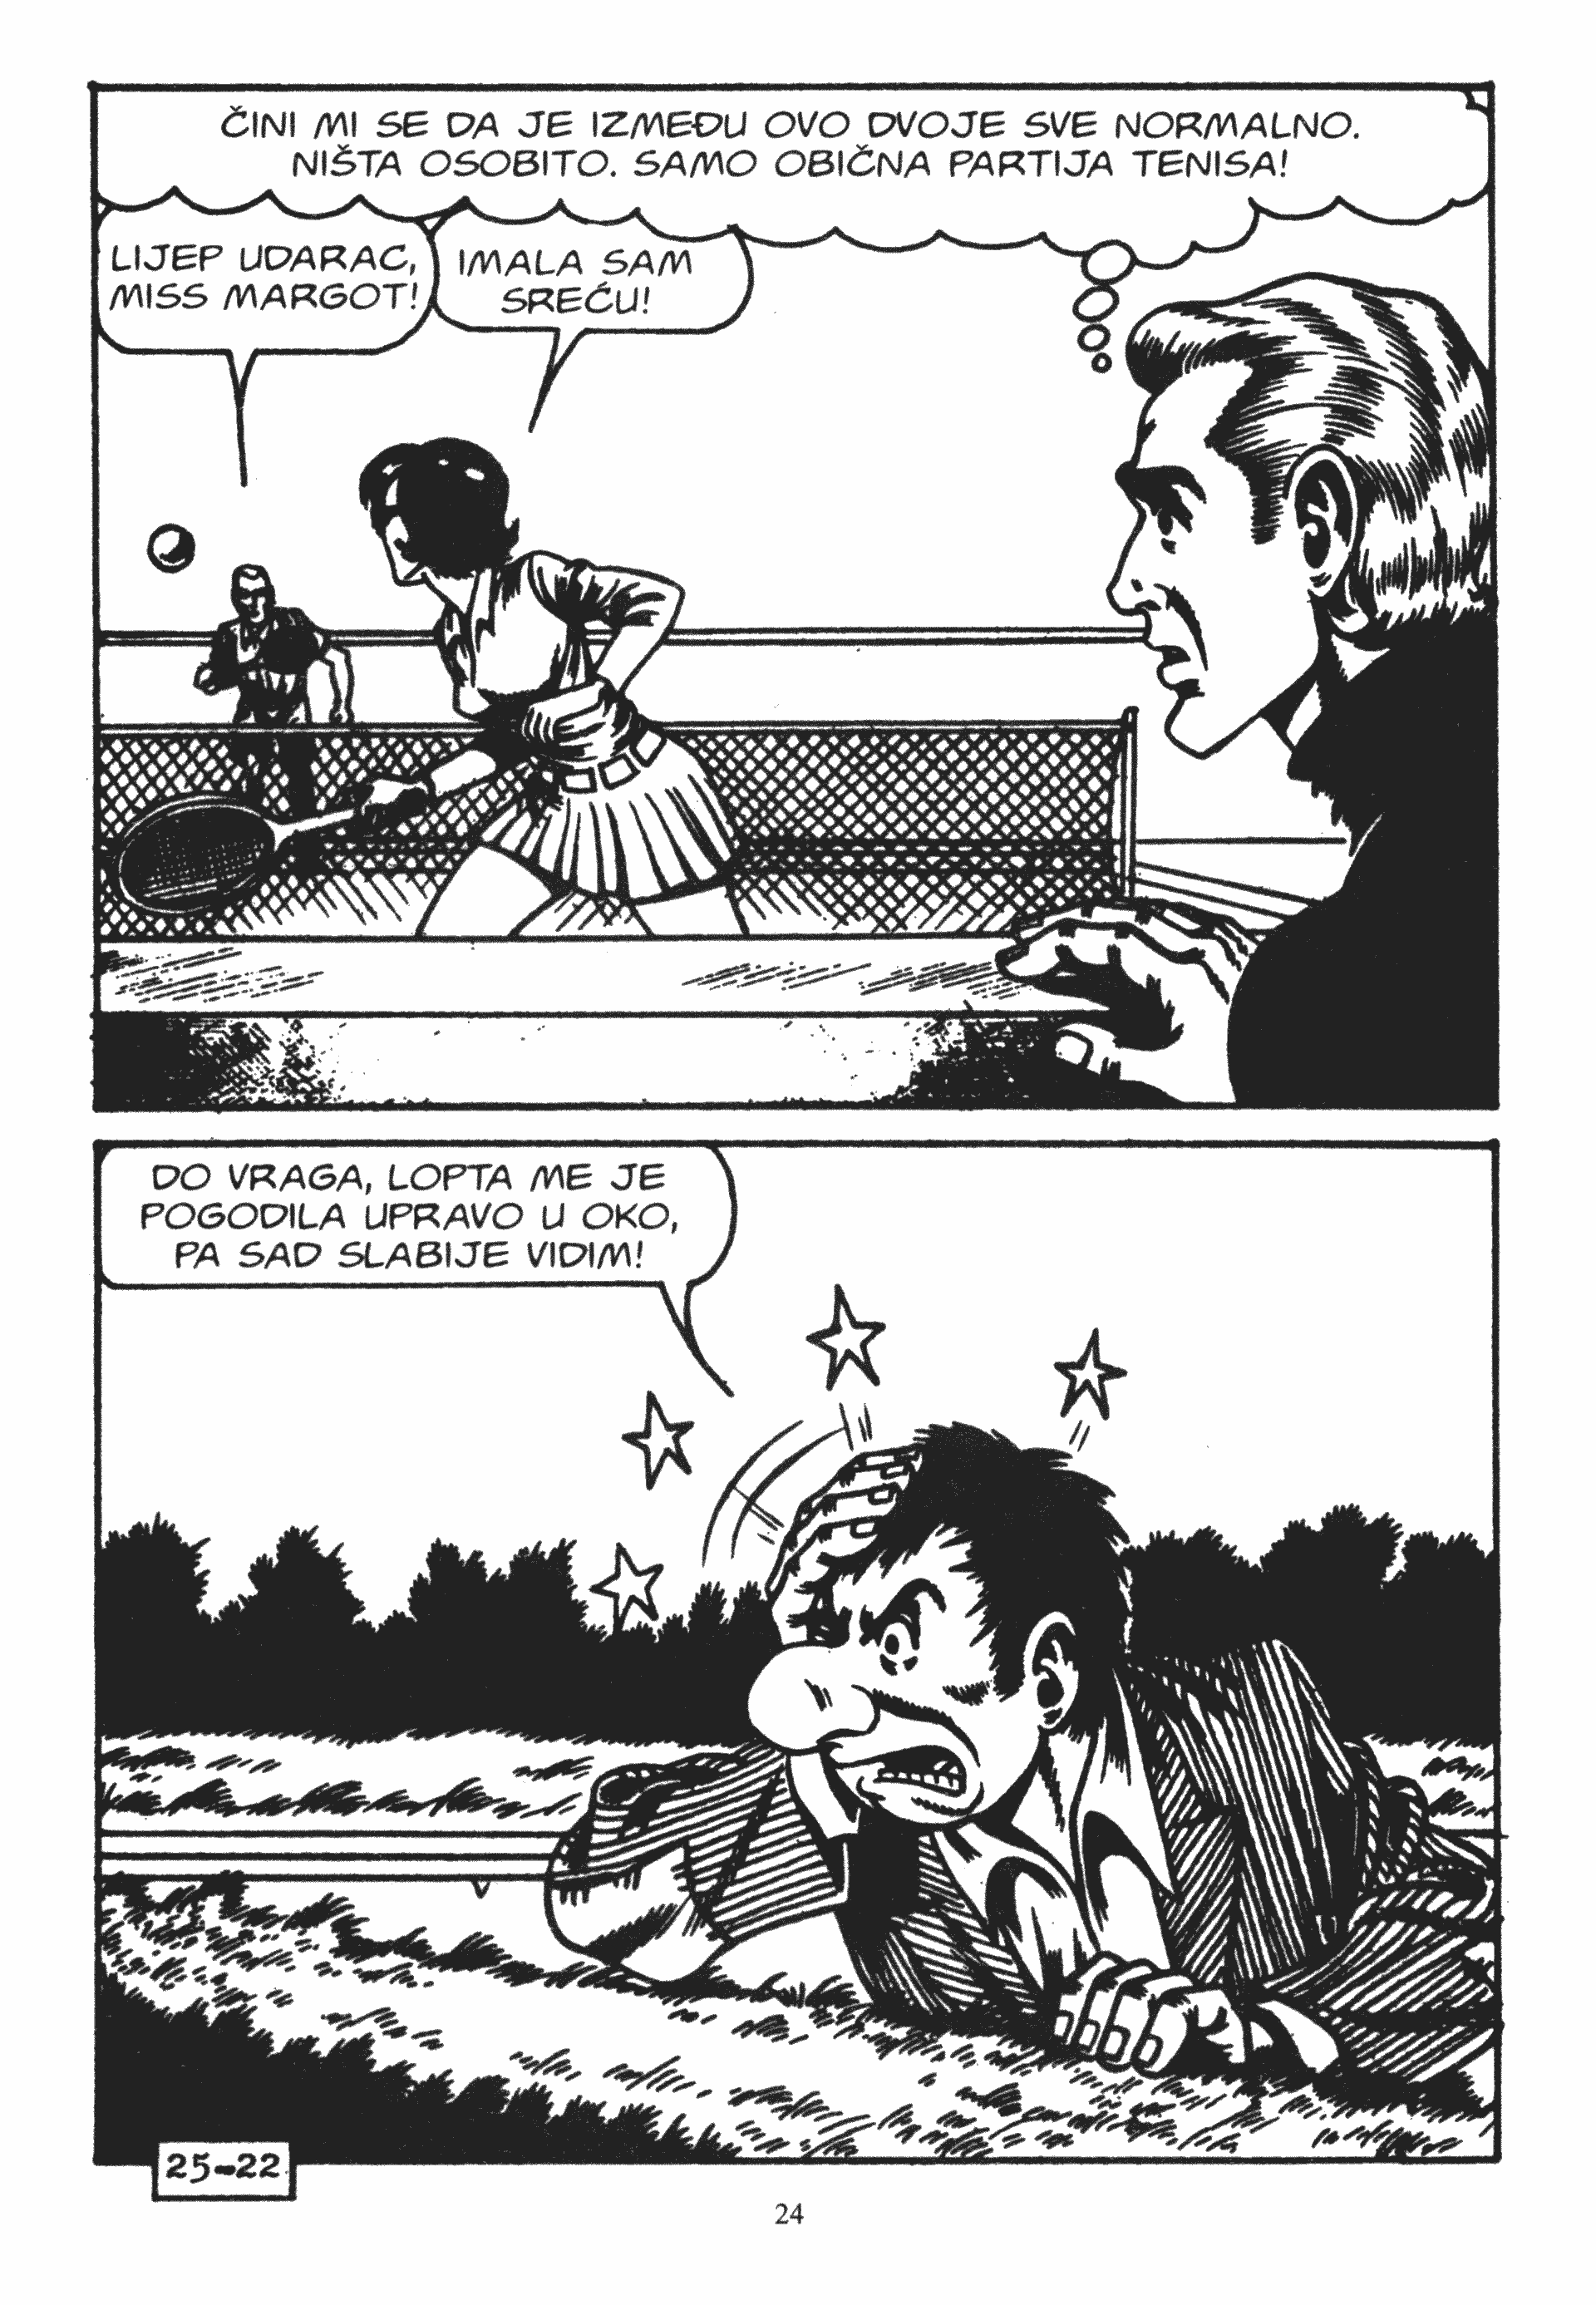 ČINI MI SE DA JE IZMEĐU OVO DVOJE SVE NORMALNO.
NIŠTA OSOBITO. SAMO OBIČNA PARTIJA TENISA!
LIJEP UDARAC,
MISS MARGOT!
IMALA SAM
SREĆU!
DO VRAGA, LOPTA ME JE
POGODILA UPRAVO U OKO,
PA SAD SLABIJE VIDIM!
25-22
24